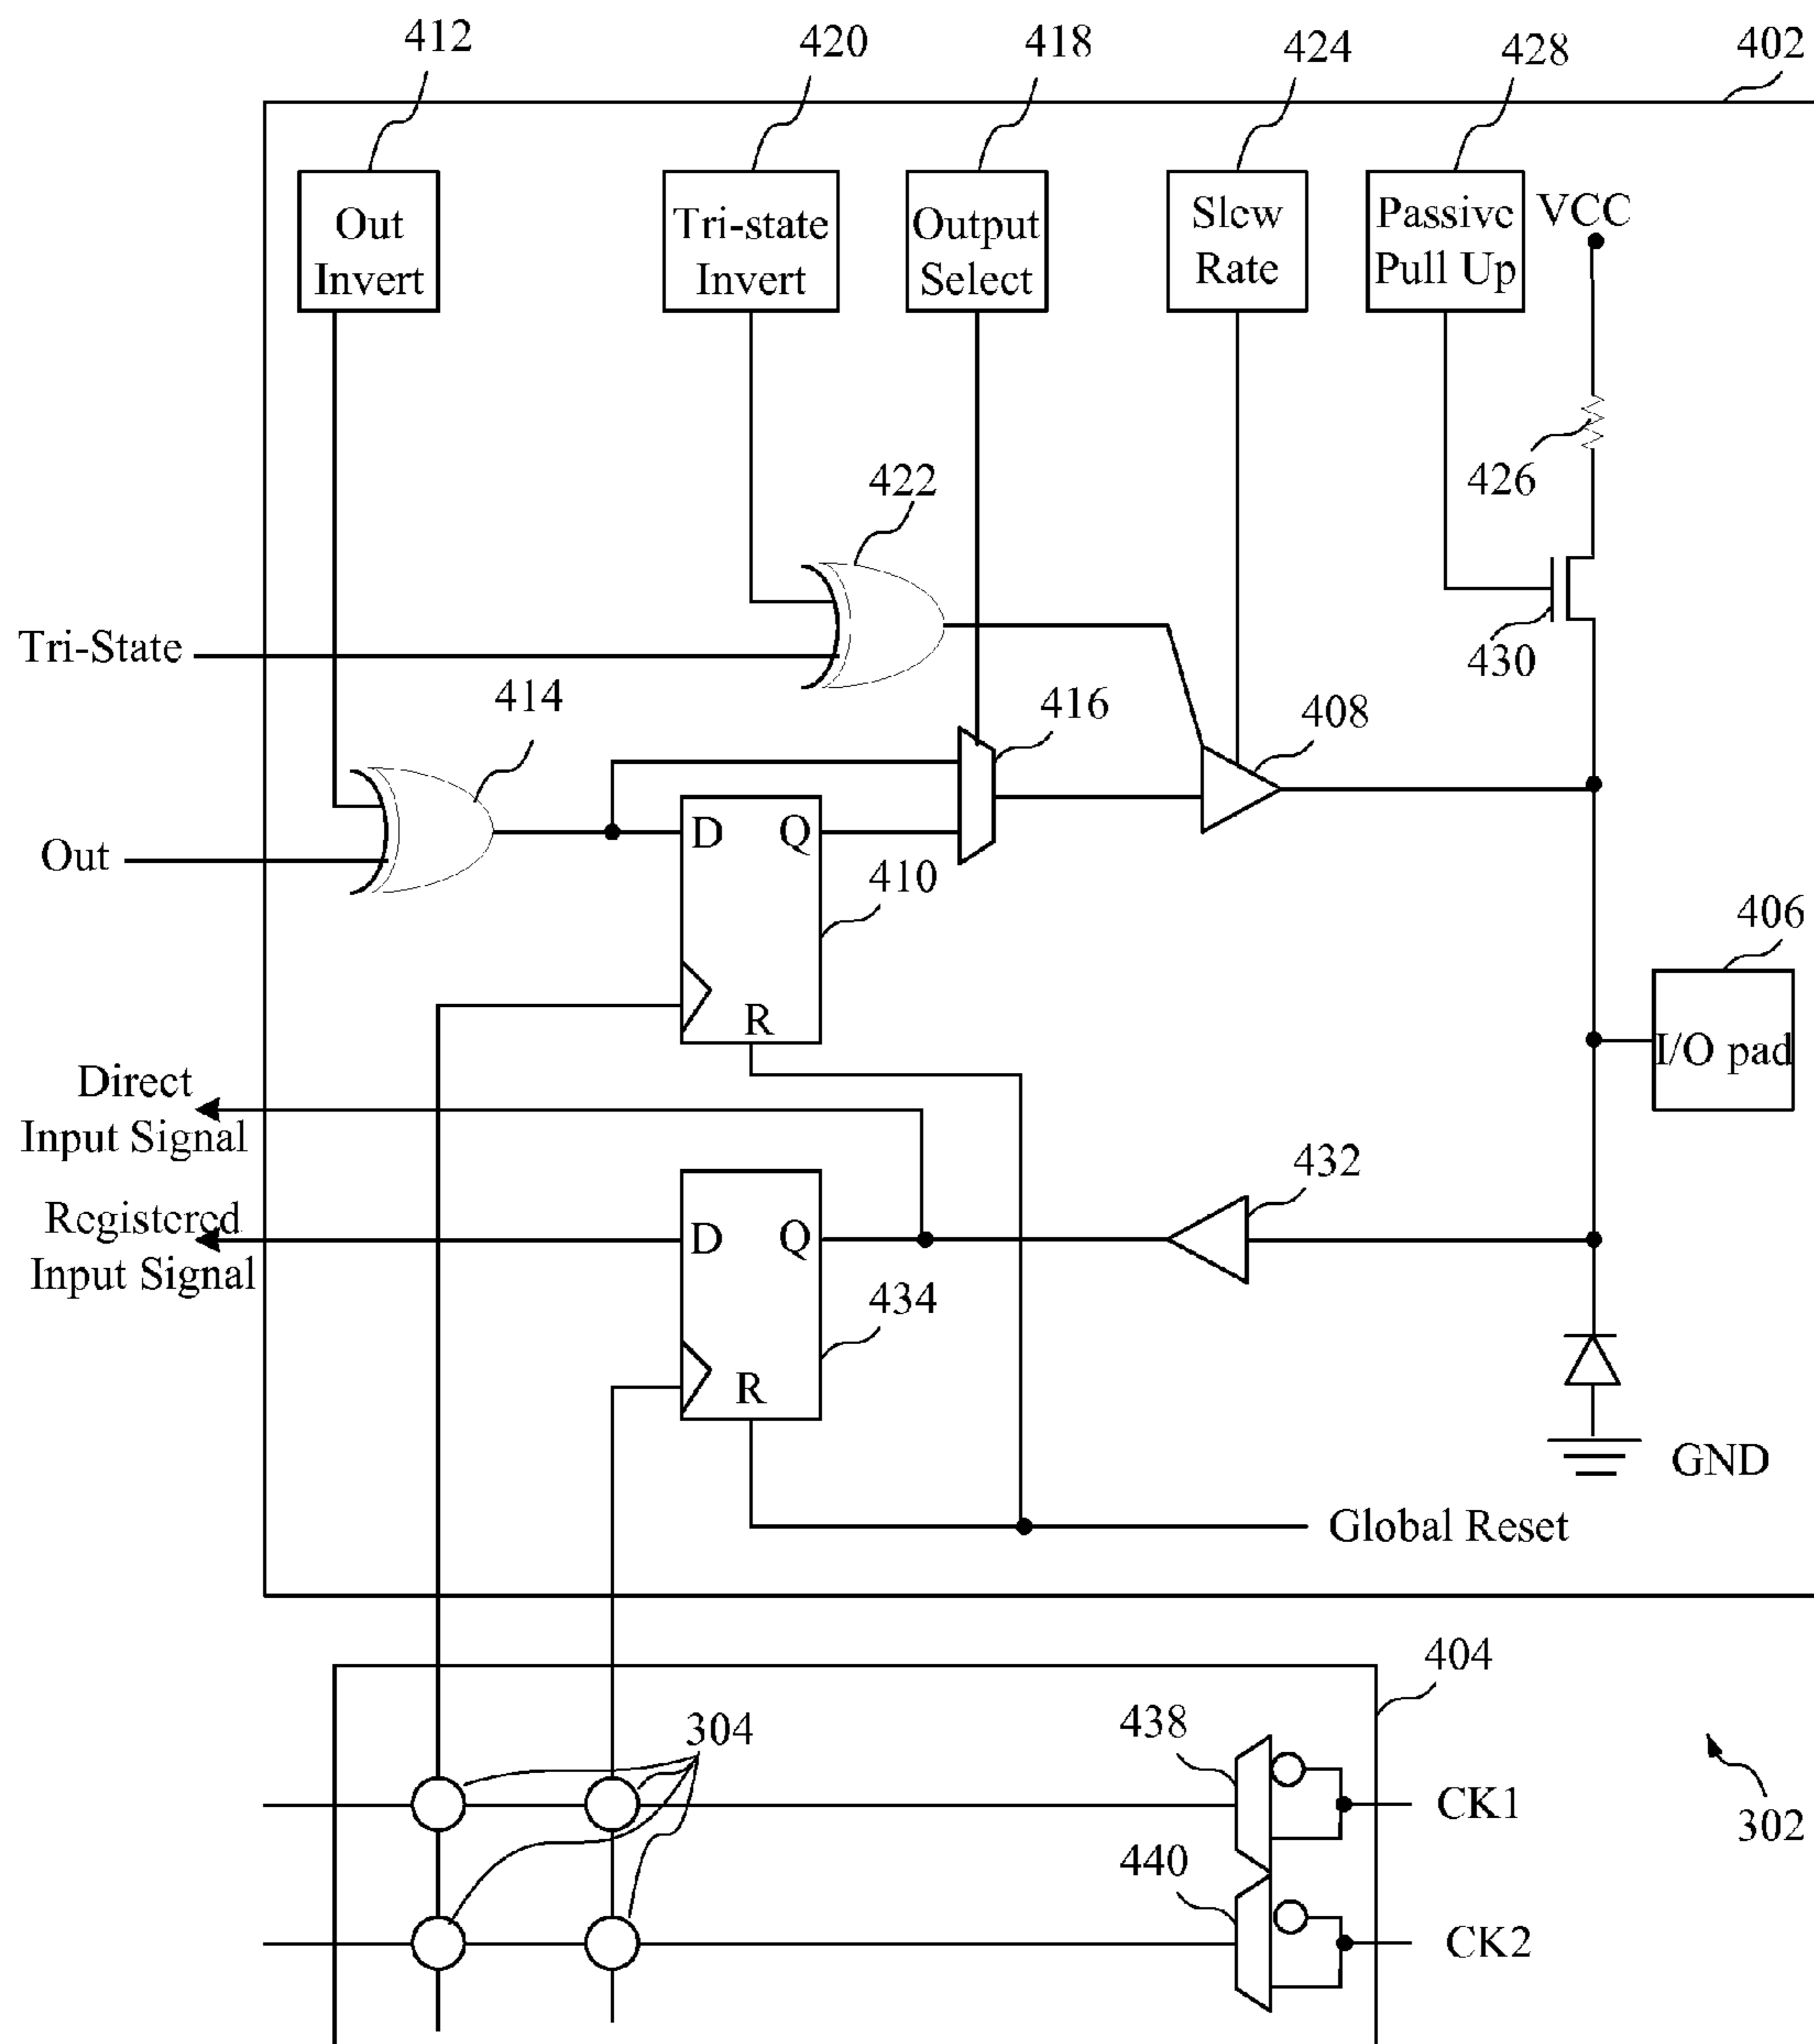 412
420
418
424
428
402
Out
Invert
Tri-state
Invert
Output
Select
Slew
Rate
Passive
Pull Up
VCC
426
422
430
Tri-State
414
416
408
Out
D
Q
410
R
406
I/O pad
Direct
Input Signal
432
Registered
Input Signal
D
Q
434
R
GND
Global Reset
404
304
438
CK1
302
440
CK2